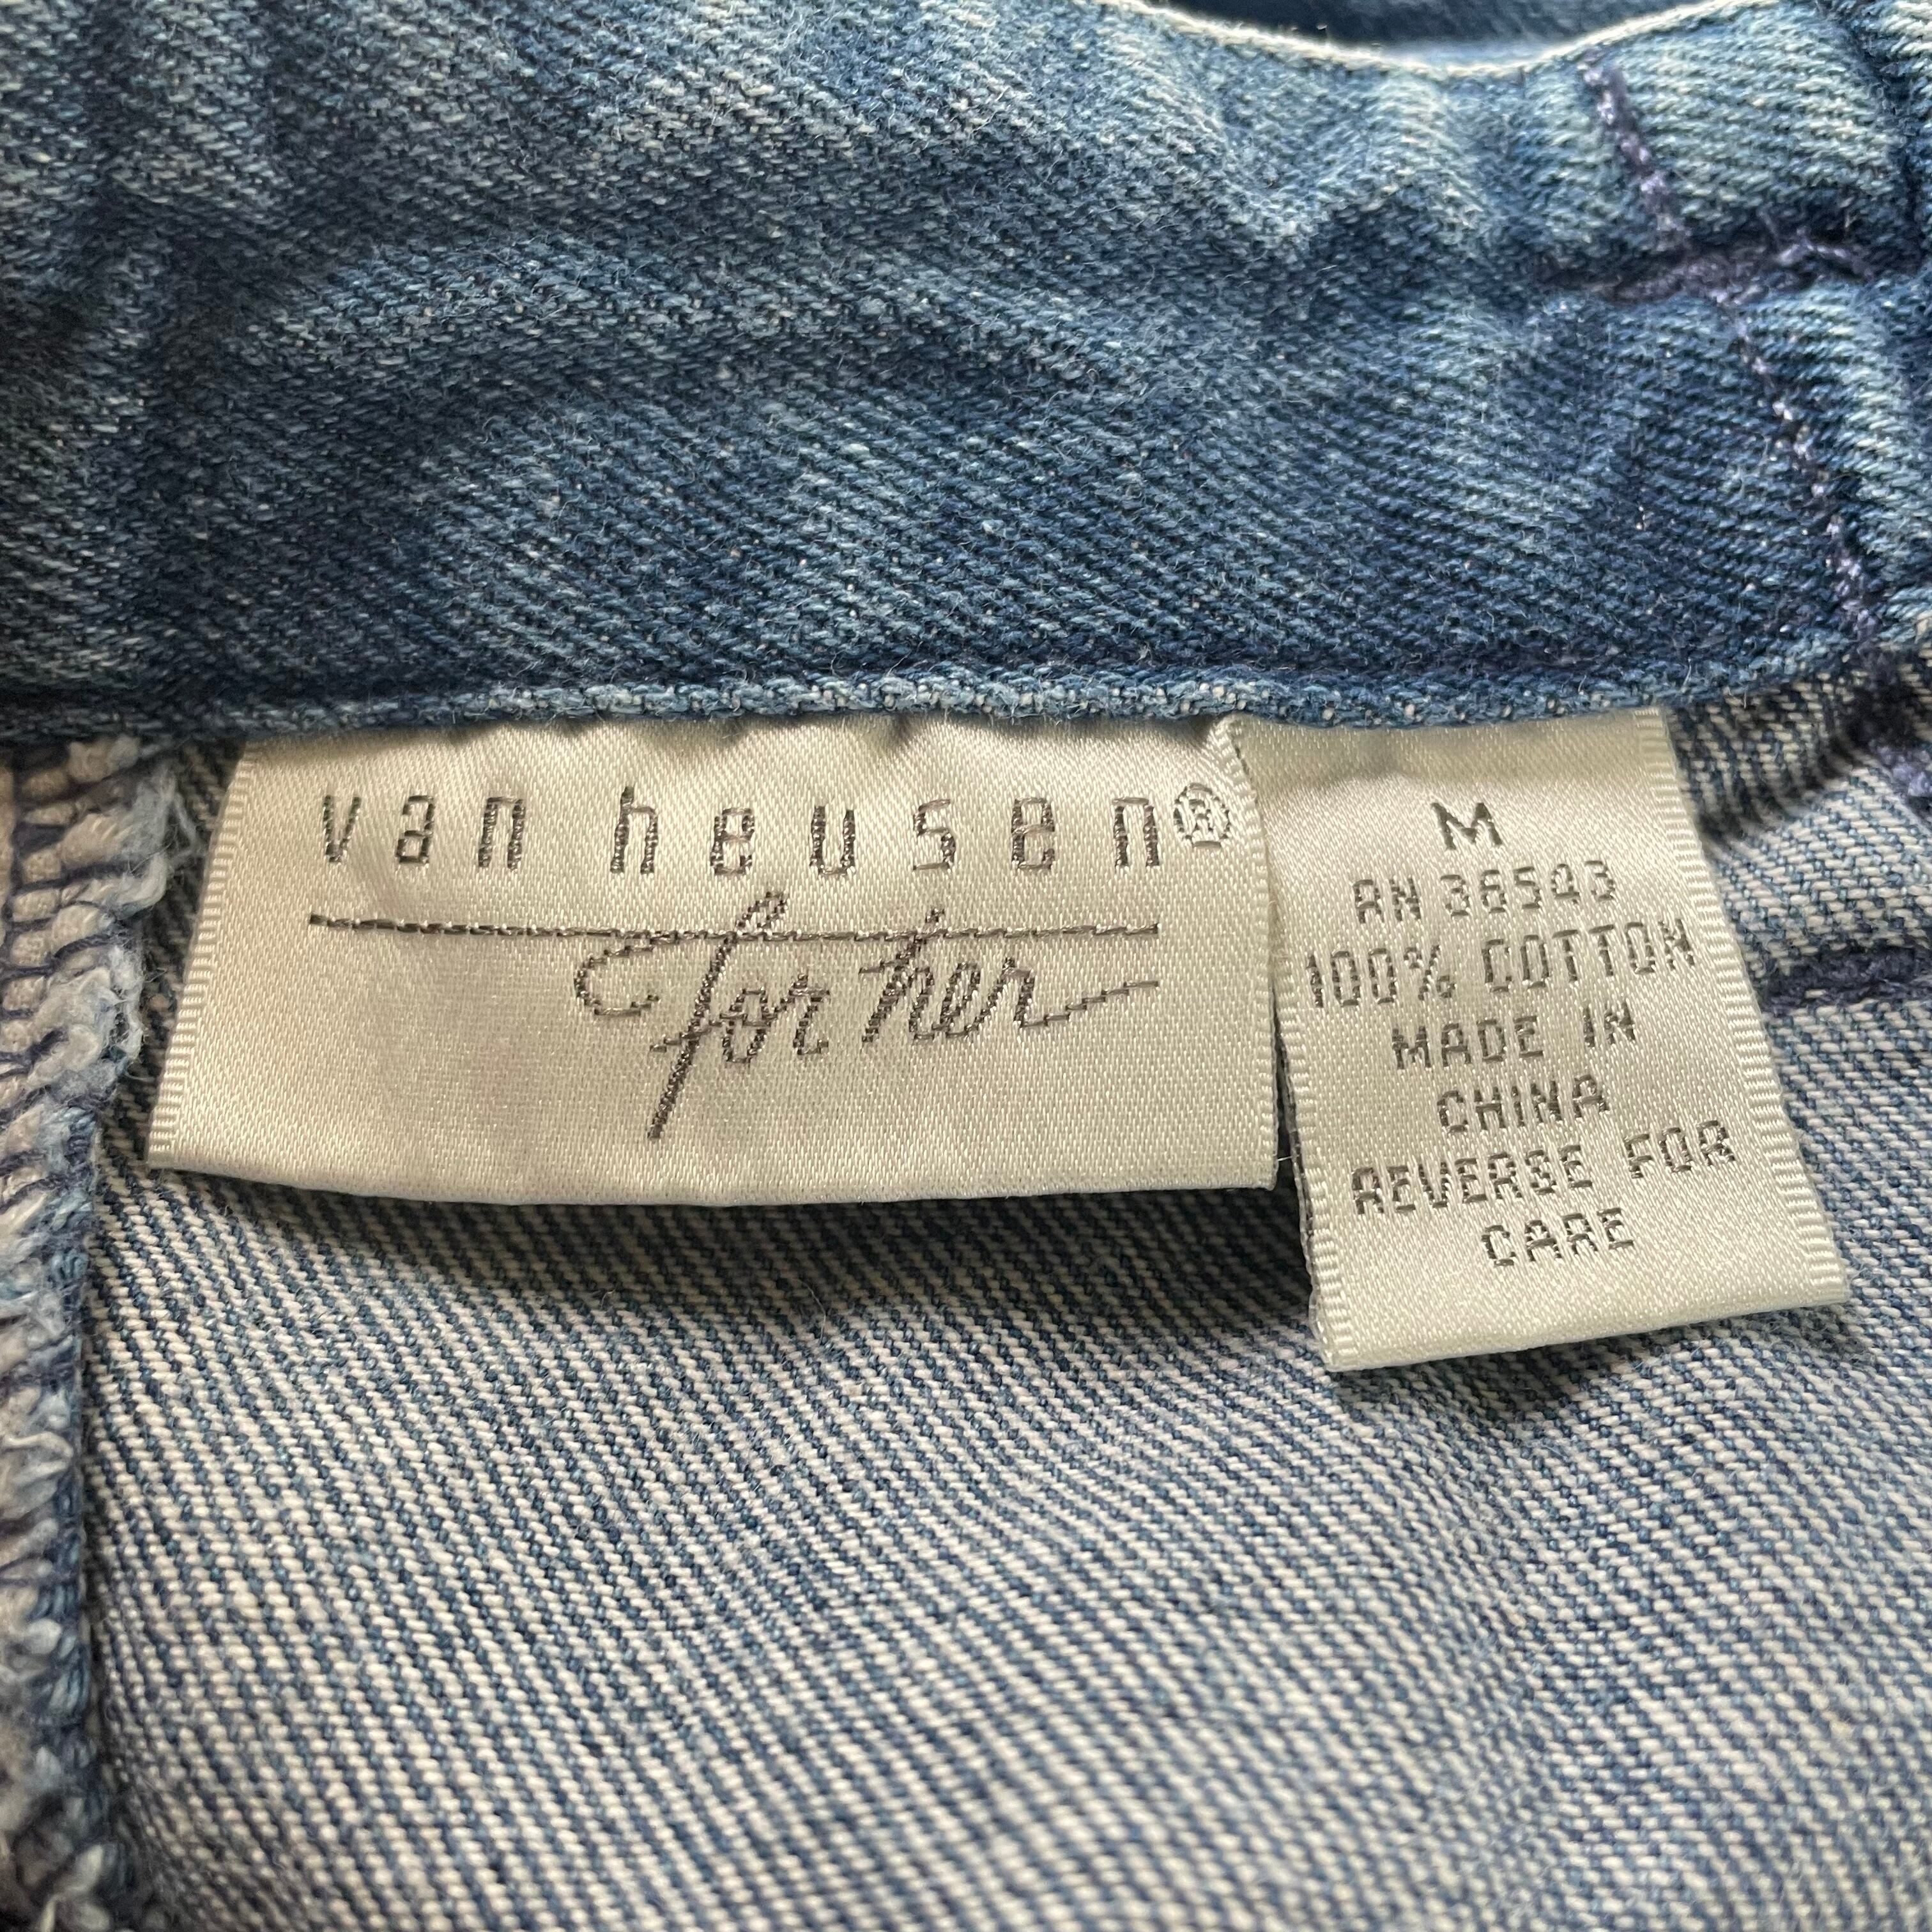 van heusen®
for her
M
RN 36543
100% COTTON
MADE IN
CHINA
REVERSE FOR
CARE